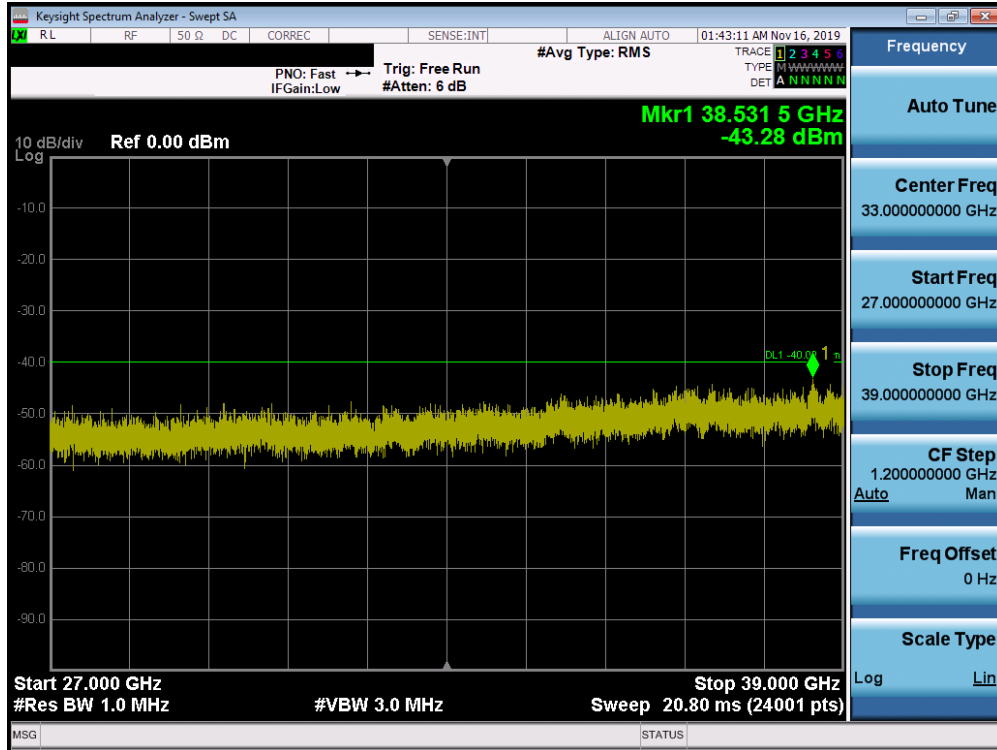 Keysight Spectrum Analyzer - Swept SA
LXI RL RF 50 Ω DC CORREC SENSE:INT ALIGN AUTO 01:43:11 AM Nov 16, 2019
PNO: Fast
IFGain:Low
Trig: Free Run
#Atten: 6 dB
#Avg Type: RMS
TRACE 1 2 3 4 5 6
TYPE M WWWWW
DET A N N N N N
Mkr1 38.531 5 GHz
-43.28 dBm
10 dB/div Ref 0.00 dBm
Log
-10.0
-20.0
-30.0
-40.0
-50.0
-60.0
-70.0
-80.0
-90.0
DL1 -40.00
1
Start 27.000 GHz Stop 39.000 GHz
#Res BW 1.0 MHz #VBW 3.0 MHz Sweep 20.80 ms (24001 pts)
MSG STATUS
Frequency
Auto Tune
Center Freq
33.000000000 GHz
Start Freq
27.000000000 GHz
Stop Freq
39.000000000 GHz
CF Step
1.200000000 GHz
Auto Man
Freq Offset
0 Hz
Scale Type
Log Lin